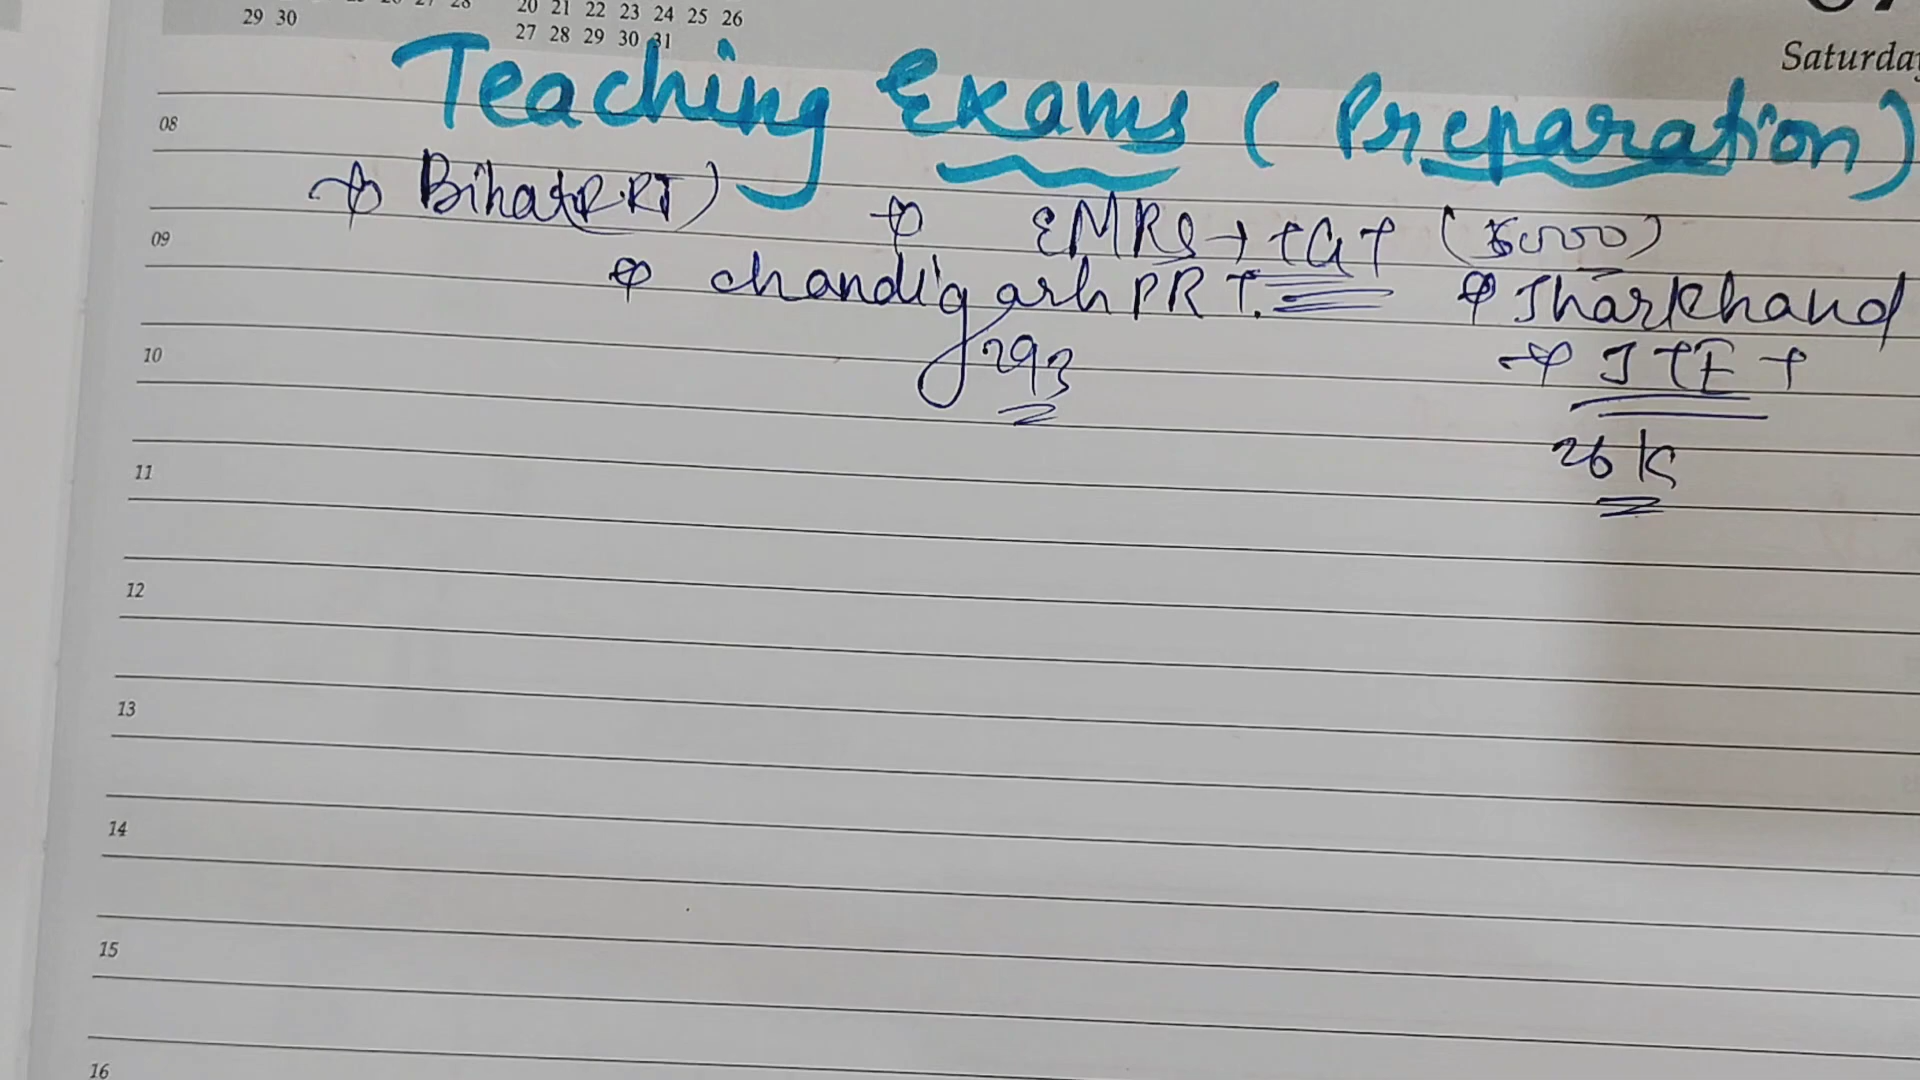 29 30
20 21 22 23 24 25 26
27 28 29 30 31
Saturday
Teaching Exams (Preparation)
08
Bihar
EMRS → TGT (5000)
09
Chandigarh PRT.
Jharkhand
10
293
JTET
11
26K
12
13
14
15
16